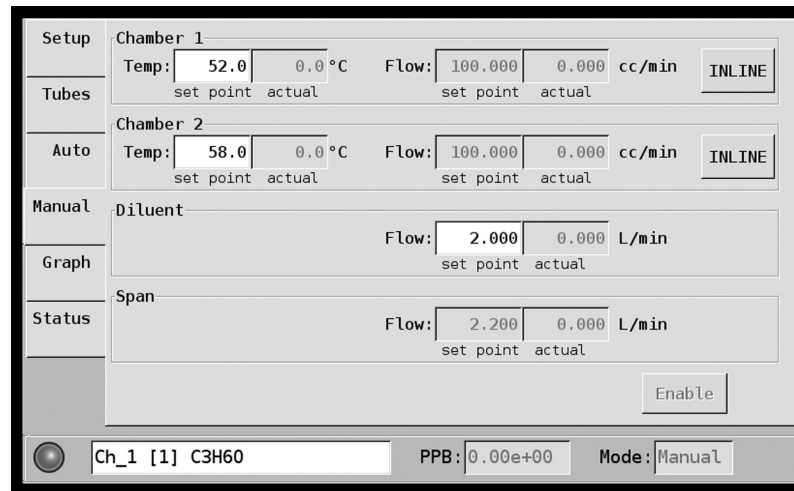 Setup
Tubes
Auto
Manual
Graph
Status
Chamber 1
Temp: 52.0 0.0 °C Flow: 100.000 0.000 cc/min INLINE
set point actual set point actual
Chamber 2
Temp: 58.0 0.0 °C Flow: 100.000 0.000 cc/min INLINE
set point actual set point actual
Diluent
Flow: 2.000 0.000 L/min
set point actual
Span
Flow: 2.200 0.000 L/min
set point actual
Enable
Ch_1 [1] C3H6O PPB: 0.00e+00 Mode: Manual